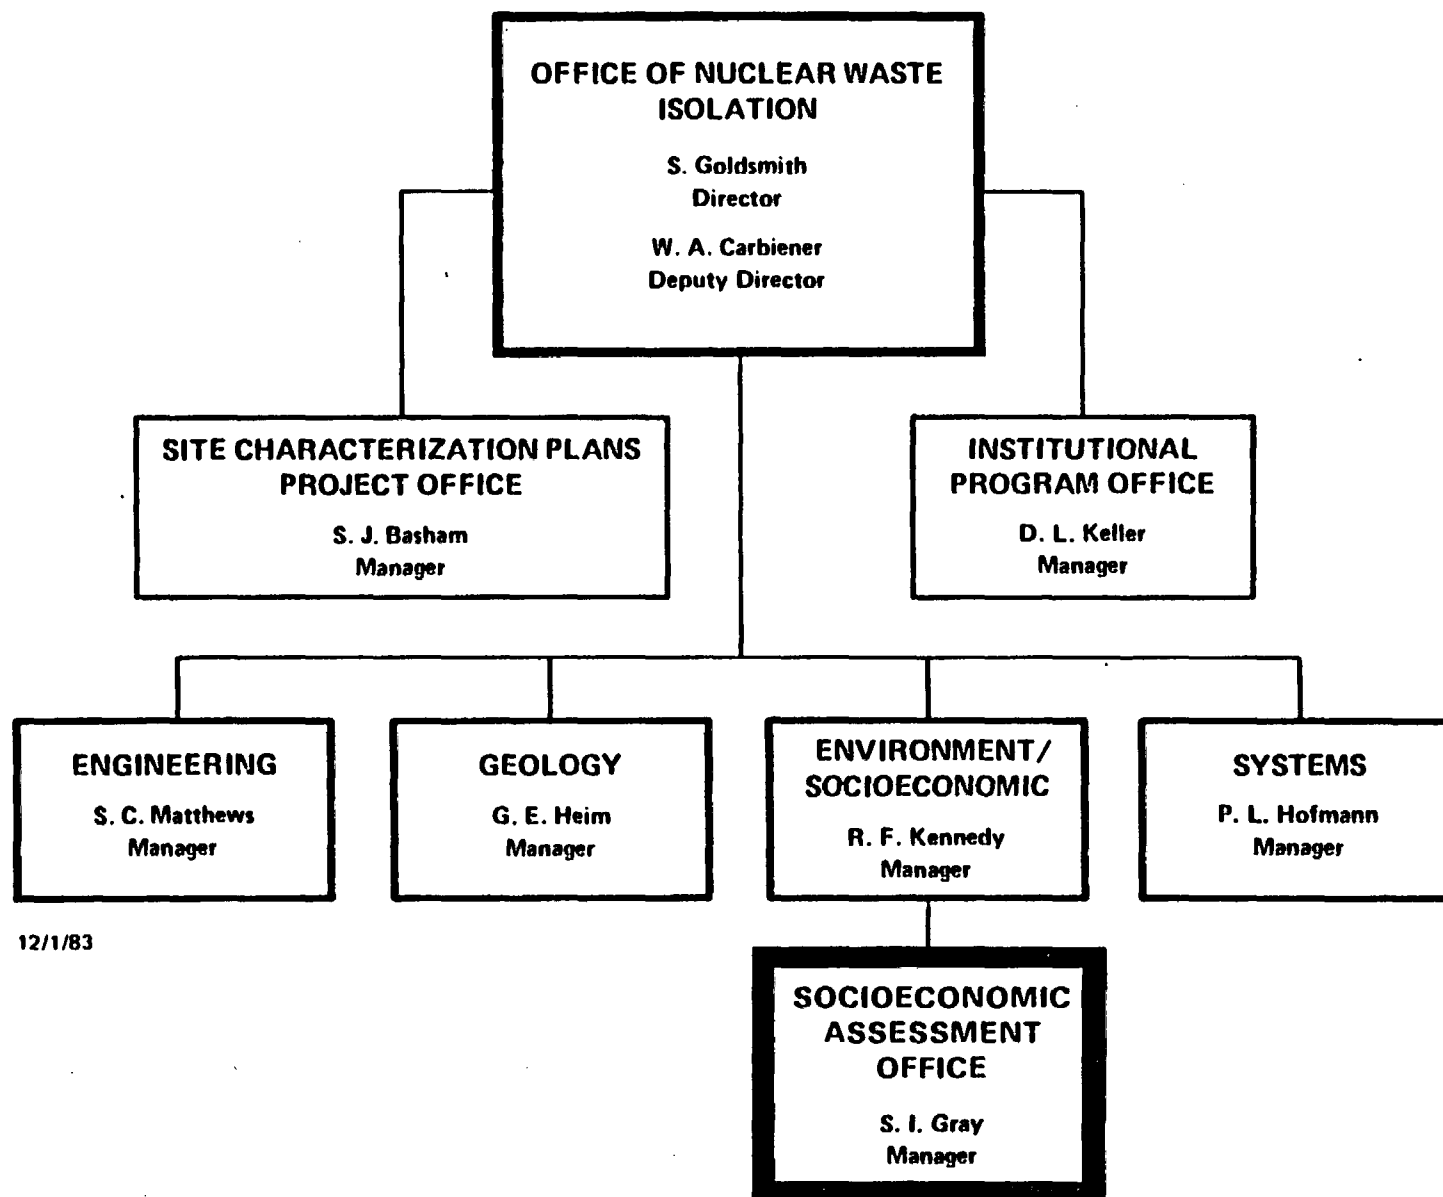 OFFICE OF NUCLEAR WASTE
ISOLATION
S. Goldsmith
Director
W. A. Carbiener
Deputy Director
SITE CHARACTERIZATION PLANS
PROJECT OFFICE
S. J. Basham
Manager
INSTITUTIONAL
PROGRAM OFFICE
D. L. Keller
Manager
ENGINEERING
S. C. Matthews
Manager
GEOLOGY
G. E. Heim
Manager
ENVIRONMENT/
SOCIOECONOMIC
R. F. Kennedy
Manager
SYSTEMS
P. L. Hofmann
Manager
12/1/83
SOCIOECONOMIC
ASSESSMENT
OFFICE
S. I. Gray
Manager